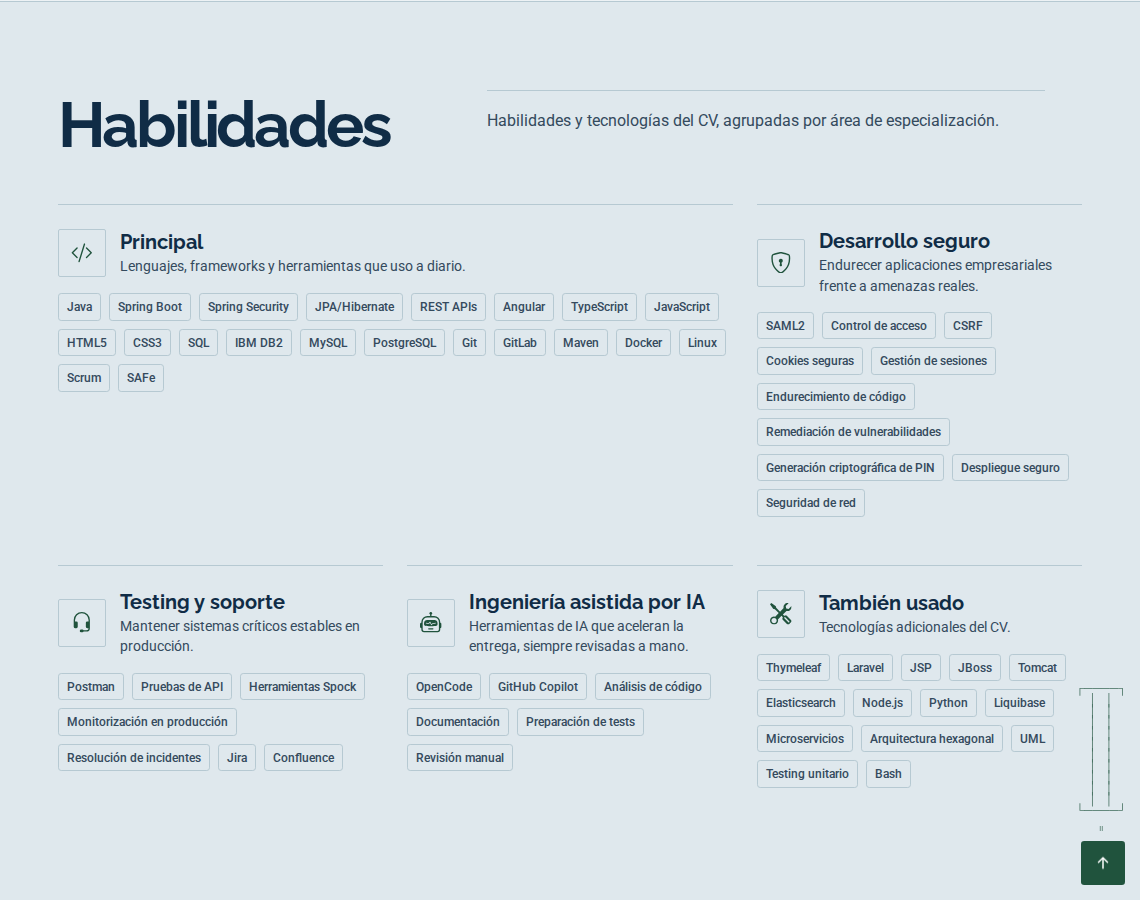 Habilidades
Habilidades y tecnologías del CV, agrupadas por área de especialización.
Principal
Lenguajes, frameworks y herramientas que uso a diario.
Java Spring Boot Spring Security JPA/Hibernate REST APIs Angular TypeScript JavaScript
HTML5 CSS3 SQL IBM DB2 MySQL PostgreSQL Git GitLab Maven Docker Linux
Scrum SAFe
Desarrollo seguro
Endurecer aplicaciones empresariales
frente a amenazas reales.
SAML2 Control de acceso CSRF
Cookies seguras Gestión de sesiones
Endurecimiento de código
Remediación de vulnerabilidades
Generación criptográfica de PIN Despliegue seguro
Seguridad de red
Testing y soporte
Mantener sistemas críticos estables en
producción.
Postman Pruebas de API Herramientas Spock
Monitorización en producción
Resolución de incidentes Jira Confluence
Ingeniería asistida por IA
Herramientas de IA que aceleran la
entrega, siempre revisadas a mano.
OpenCode GitHub Copilot Análisis de código
Documentación Preparación de tests
Revisión manual
También usado
Tecnologías adicionales del CV.
Thymeleaf Laravel JSP JBoss Tomcat
Elasticsearch Node.js Python Liquibase
Microservicios Arquitectura hexagonal UML
Testing unitario Bash